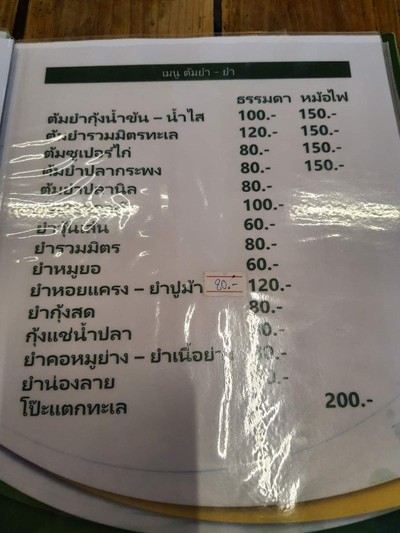 เมนู ต้มยำ - ยำ
ธรรมดา หม้อไฟ
ต้มยำกุ้งน้ำข้น – น้ำใส 100.- 150.-
ต้มยำรวมมิตรทะเล 120.- 150.-
ต้มซุเปอร์ไก่ 80.- 150.-
ต้มยำปลากระพง 80.- 150.-
ต้มยำปลานิล 80.-
100.-
ยำวุ้นเส้น 60.-
ยำรวมมิตร 80.-
ยำหมูยอ 60.-
ยำหอยแครง – ยำปูม้า 90.- 120.-
ยำกุ้งสด 80.-
กุ้งแช่น้ำปลา
ยำคอหมูย่าง – ยำเนื้อย่าง
ยำน่องลาย
โป๊ะแตกทะเล 200.-